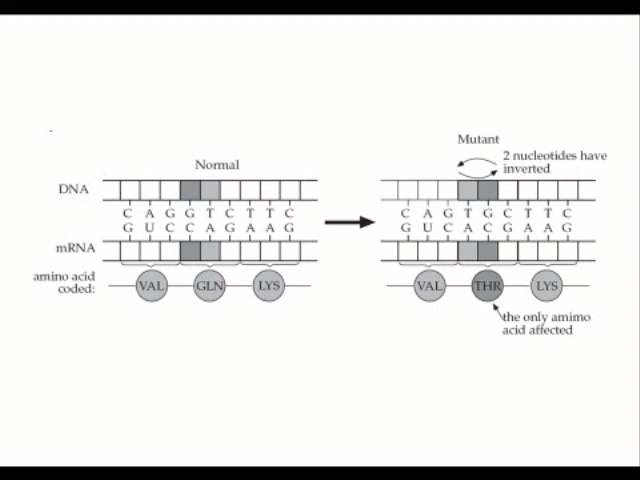 Normal
DNA
C A G G T C T T C
G U C C A G A A G
mRNA
amino acid
coded:
VAL GLN LYS
Mutant
2 nucleotides have
inverted
C A G T G C T T C
G U C A C G A A G
VAL THR LYS
the only amimo
acid affected